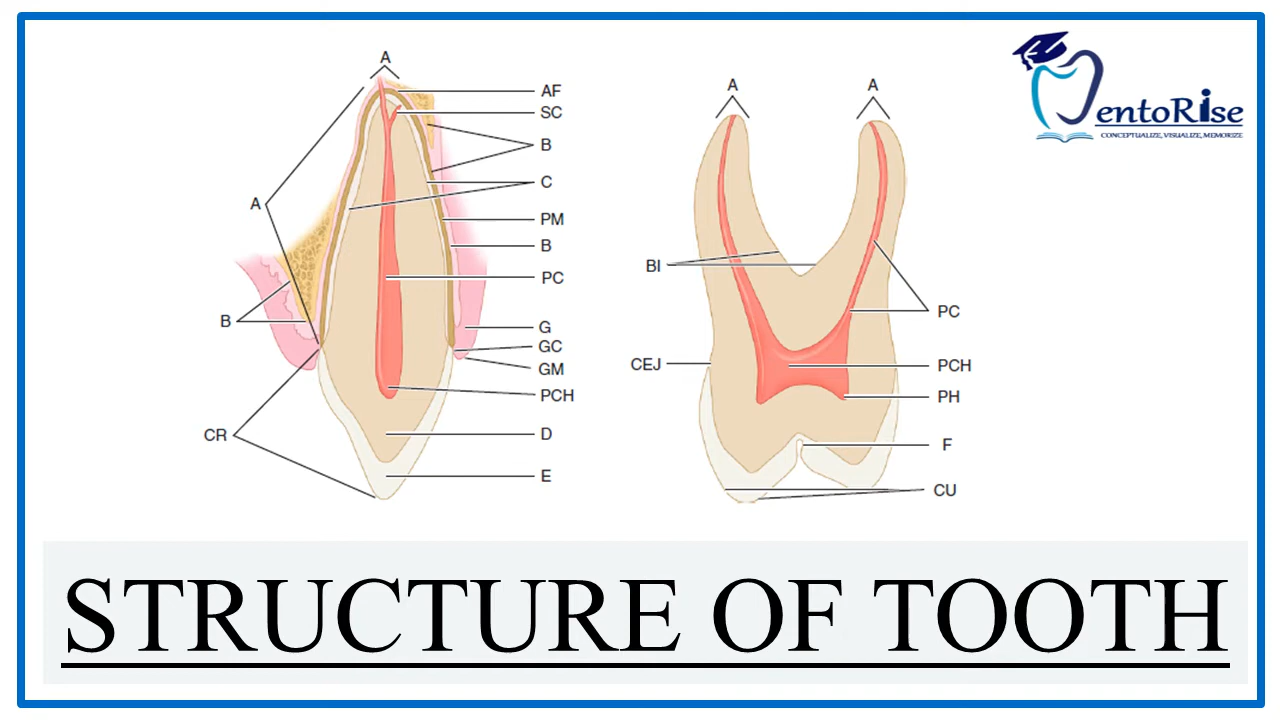 A
AF
SC
B
C
A
PM
B
PC
B
G
GC
GM
PCH
CR
D
E
A A
BI
PC
CEJ
PCH
PH
F
CU
entoRise
CONCEPTUALIZE, VISUALIZE, MEMORIZE
STRUCTURE OF TOOTH